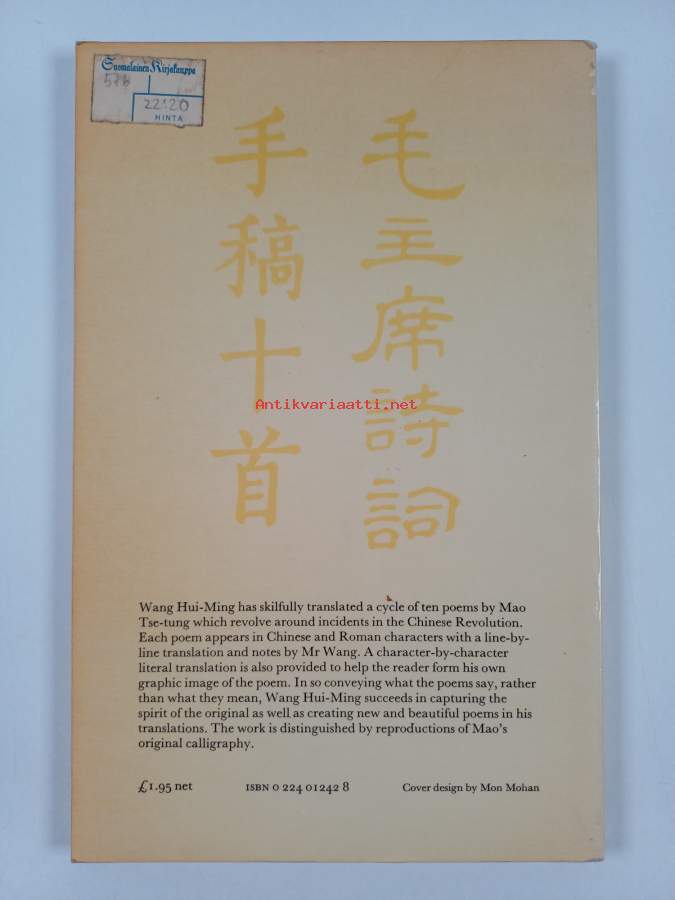 Suomalainen Kirjakauppa
22:20
HINTA
毛主席詩詞
手稿十首
Antikvariaatti.net
Wang Hui-Ming has skilfully translated a cycle of ten poems by Mao
Tse-tung which revolve around incidents in the Chinese Revolution.
Each poem appears in Chinese and Roman characters with a line-by-
line translation and notes by Mr Wang. A character-by-character
literal translation is also provided to help the reader form his own
graphic image of the poem. In so conveying what the poems say, rather
than what they mean, Wang Hui-Ming succeeds in capturing the
spirit of the original as well as creating new and beautiful poems in his
translations. The work is distinguished by reproductions of Mao's
original calligraphy.
£1.95 net ISBN 0 224 01242 8 Cover design by Mon Mohan